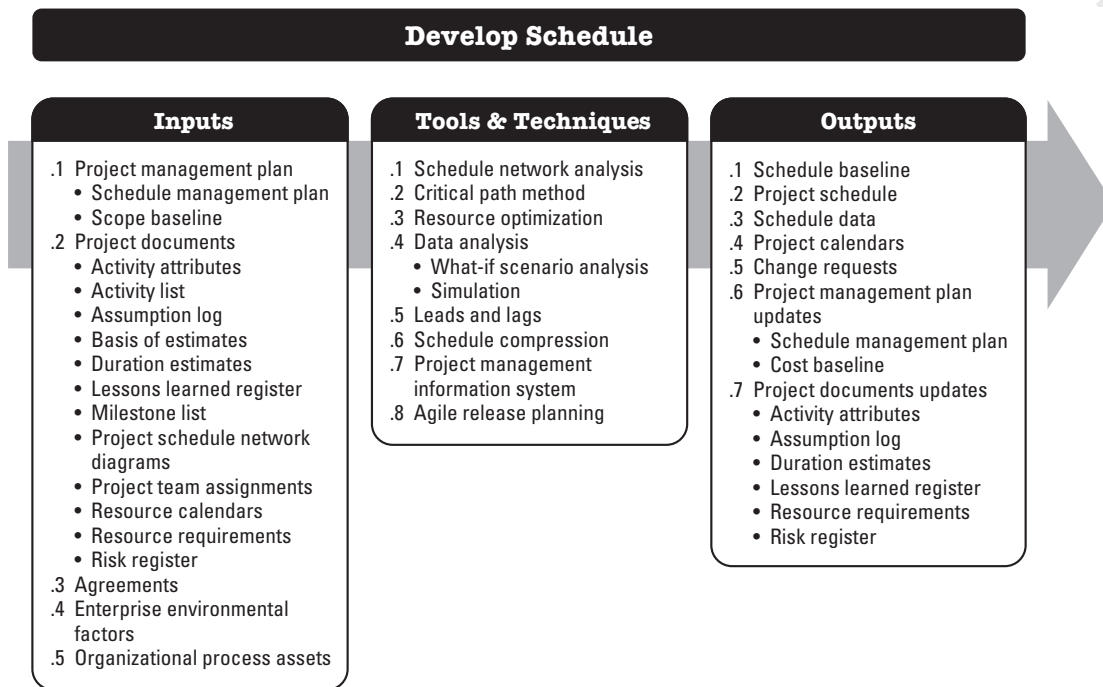 Develop Schedule
Inputs
.1 Project management plan
• Schedule management plan
• Scope baseline
.2 Project documents
• Activity attributes
• Activity list
• Assumption log
• Basis of estimates
• Duration estimates
• Lessons learned register
• Milestone list
• Project schedule network
diagrams
• Project team assignments
• Resource calendars
• Resource requirements
• Risk register
.3 Agreements
.4 Enterprise environmental
factors
.5 Organizational process assets
Tools & Techniques
.1 Schedule network analysis
.2 Critical path method
.3 Resource optimization
.4 Data analysis
• What-if scenario analysis
• Simulation
.5 Leads and lags
.6 Schedule compression
.7 Project management
information system
.8 Agile release planning
Outputs
.1 Schedule baseline
.2 Project schedule
.3 Schedule data
.4 Project calendars
.5 Change requests
.6 Project management plan
updates
• Schedule management plan
• Cost baseline
.7 Project documents updates
• Activity attributes
• Assumption log
• Duration estimates
• Lessons learned register
• Resource requirements
• Risk register